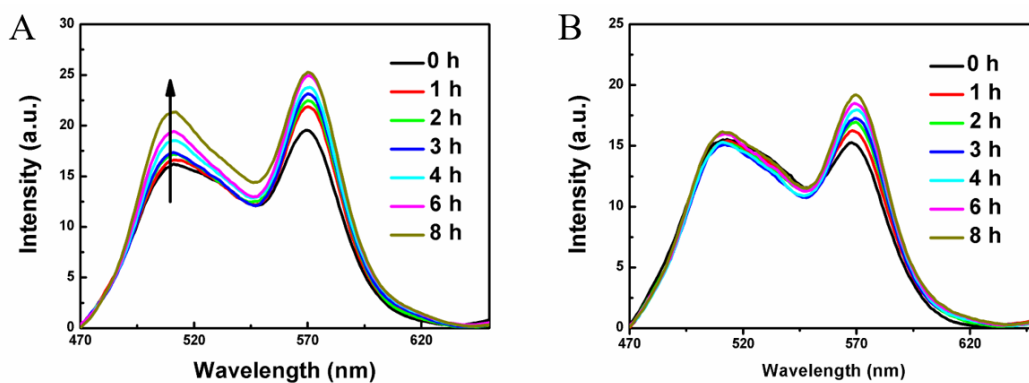 A
30
25
20
15
10
5
0
Intensity (a.u.)
470
520
570
620
Wavelength (nm)
0 h
1 h
2 h
3 h
4 h
6 h
8 h
B
25
20
15
10
5
0
Intensity (a.u.)
470
520
570
620
Wavelength (nm)
0 h
1 h
2 h
3 h
4 h
6 h
8 h